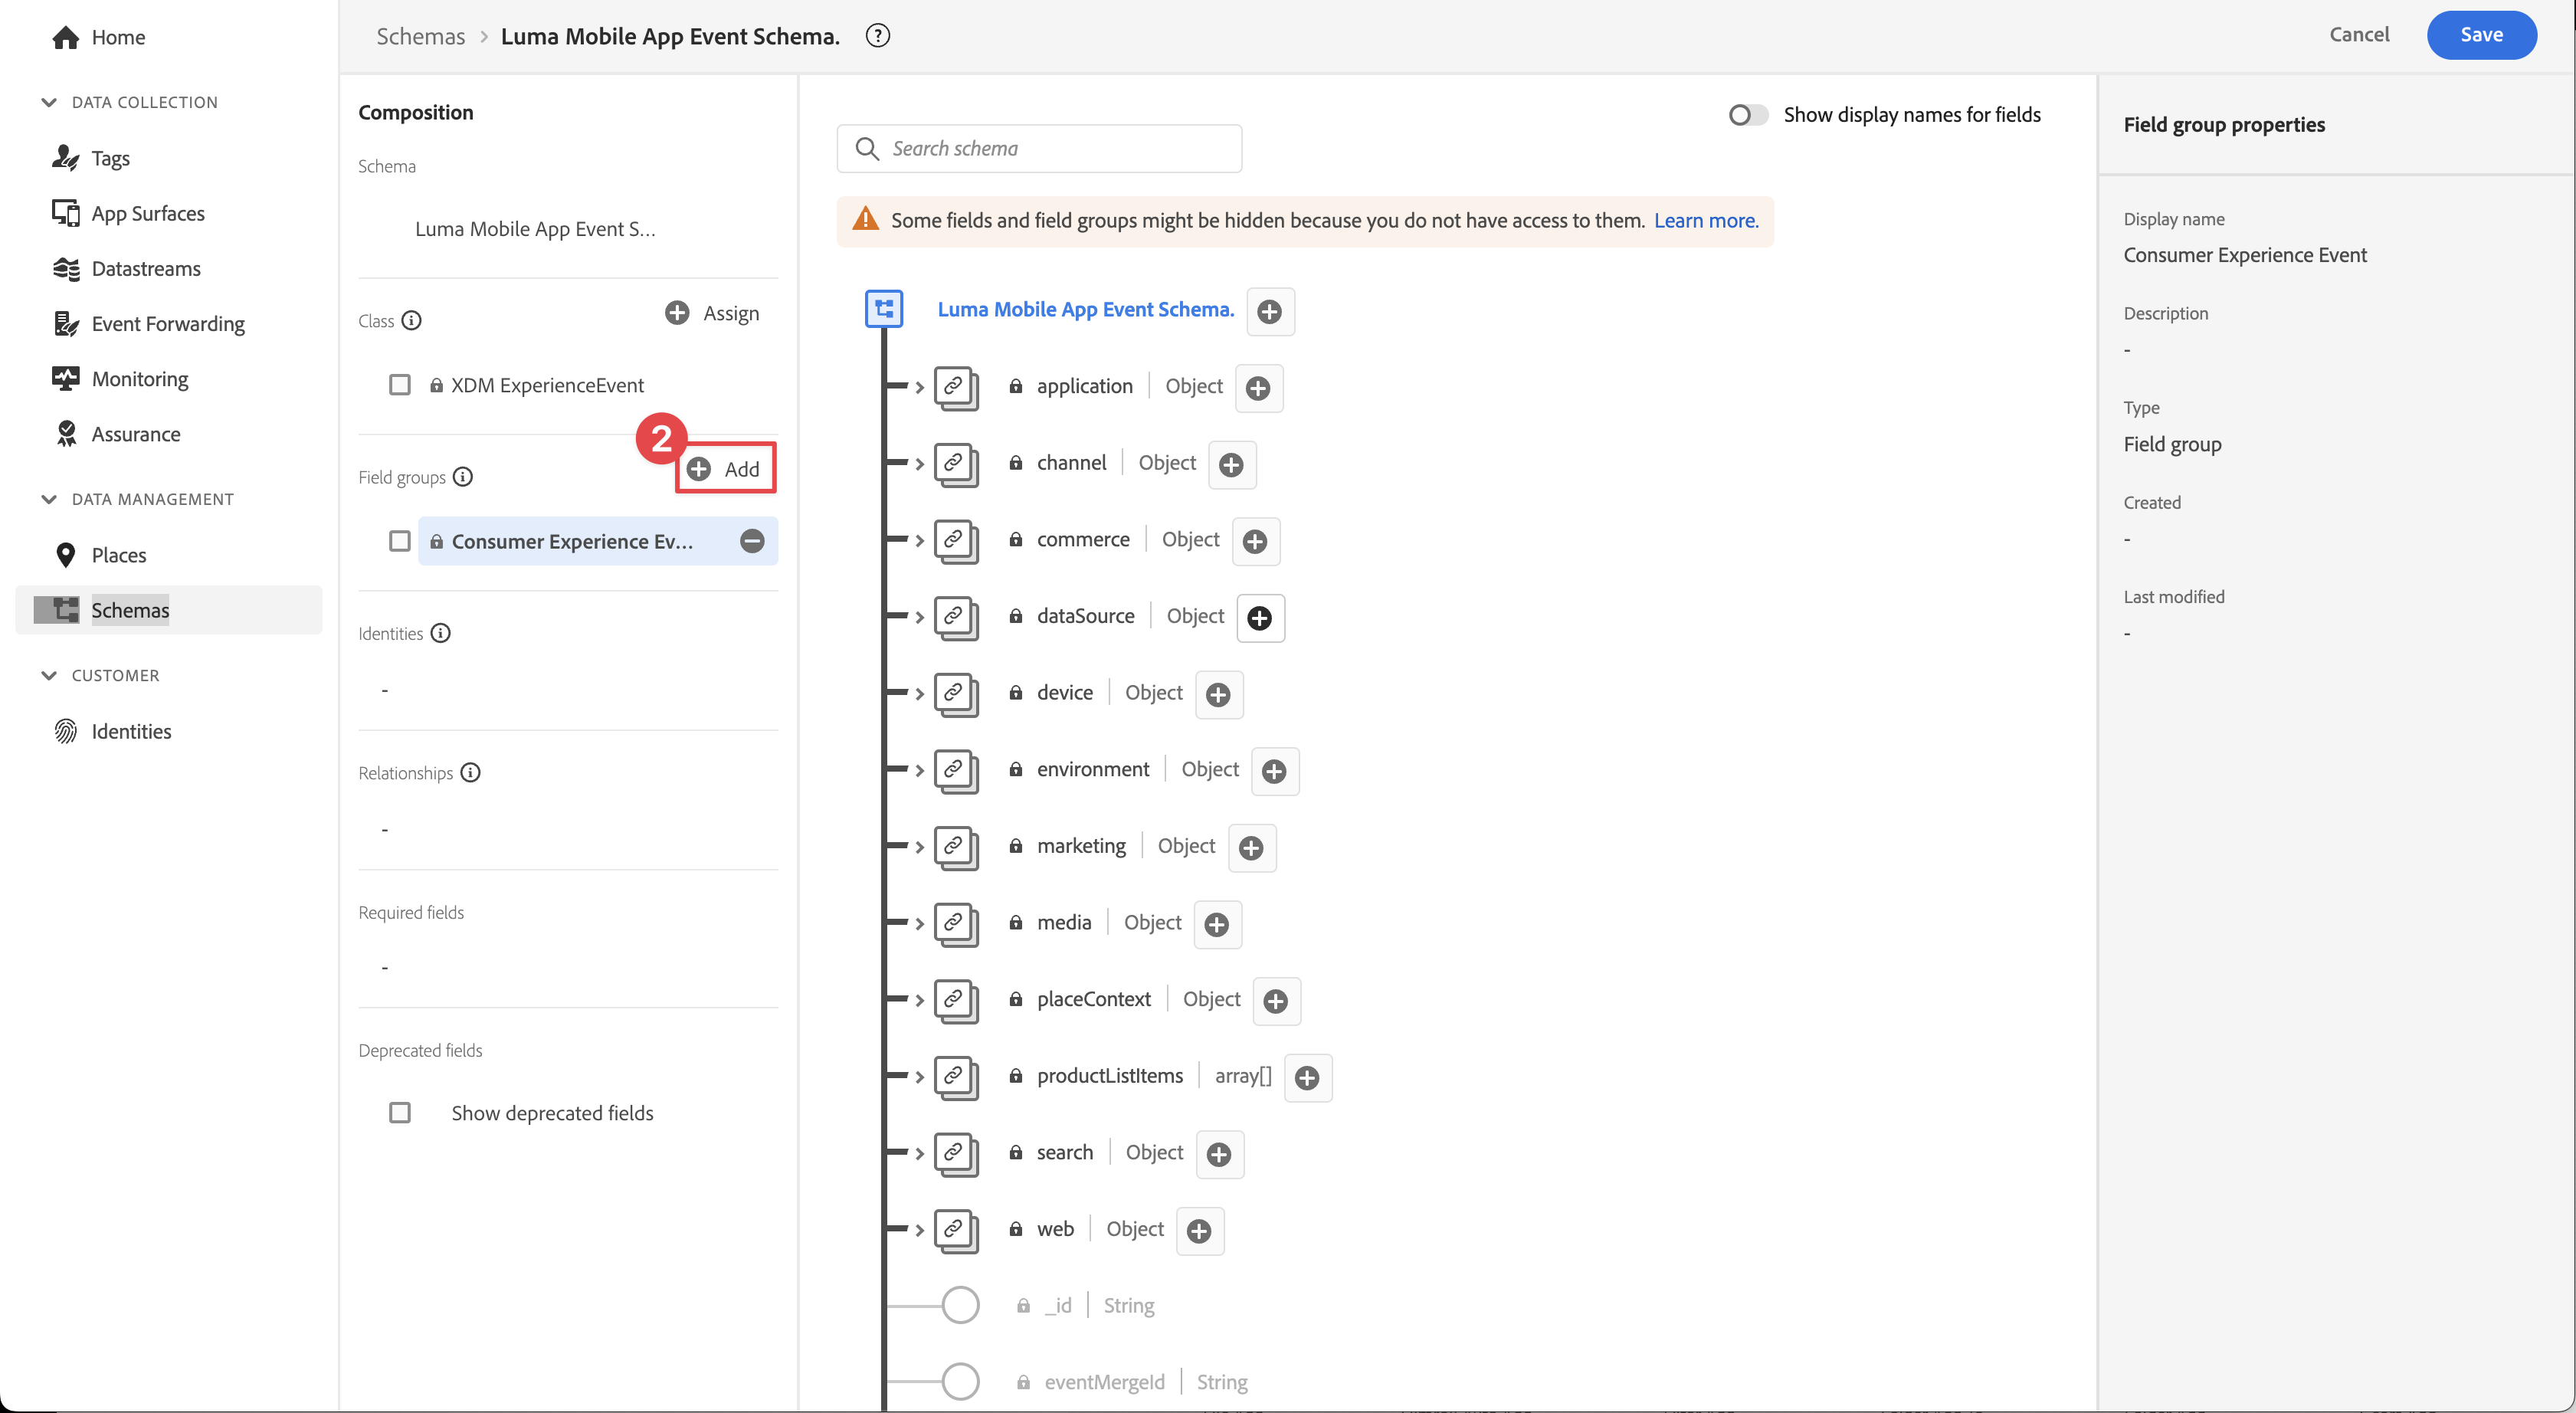 Home
DATA COLLECTION
Tags
App Surfaces
Datastreams
Event Forwarding
Monitoring
Assurance
DATA MANAGEMENT
Places
Schemas
CUSTOMER
Identities
Schemas > Luma Mobile App Event Schema. ?
Cancel
Save
Composition
Schema
Luma Mobile App Event S...
Class
Assign
XDM ExperienceEvent
2
Field groups
Add
Consumer Experience Ev...
Identities
-
Relationships
-
Required fields
-
Deprecated fields
Show deprecated fields
Search schema
Show display names for fields
Some fields and field groups might be hidden because you do not have access to them. Learn more.
Luma Mobile App Event Schema.
application | Object
channel | Object
commerce | Object
dataSource | Object
device | Object
environment | Object
marketing | Object
media | Object
placeContext | Object
productListItems | array[]
search | Object
web | Object
_id | String
eventMergeId | String
Field group properties
Display name
Consumer Experience Event
Description
-
Type
Field group
Created
-
Last modified
-